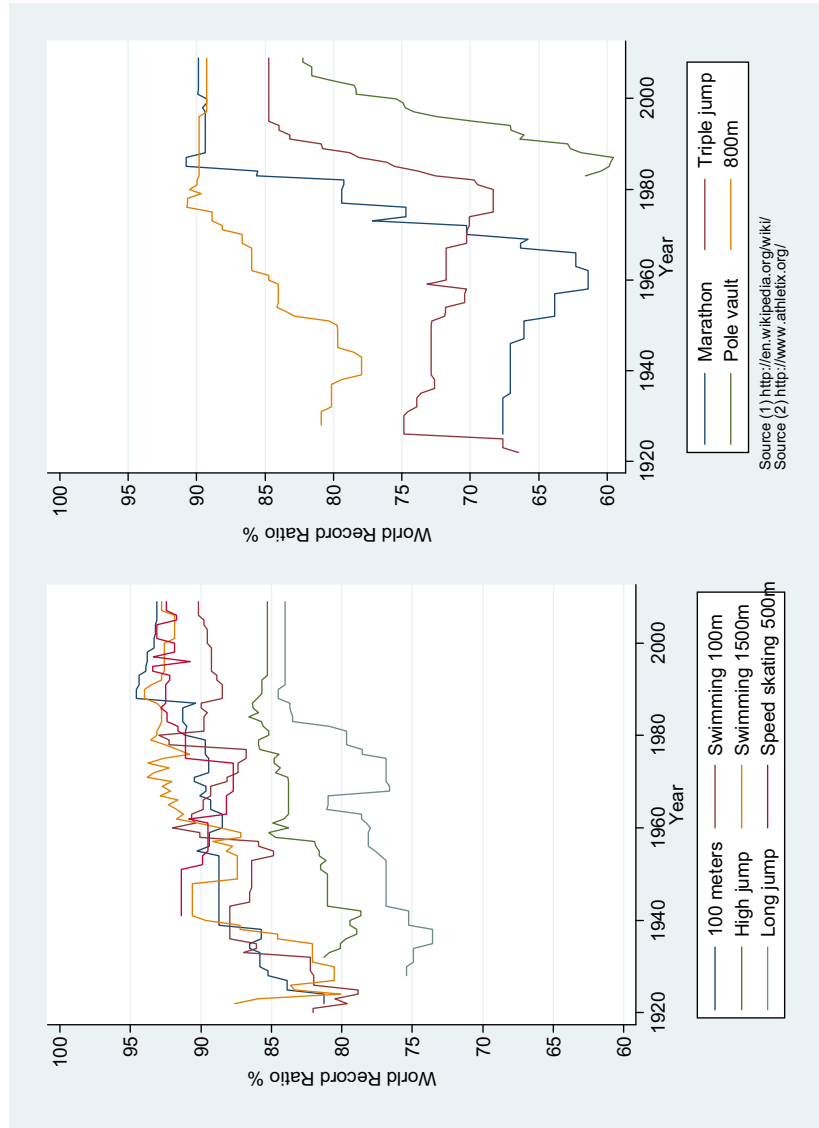 100
95
90
85
80
75
70
65
60
World Record Ratio %
1920
1940
1960
1980
2000
Year
100 meters
Swimming 100m
High jump
Swimming 1500m
Long jump
Speed skating 500m
100
95
90
85
80
75
70
65
60
World Record Ratio %
1920
1940
1960
1980
2000
Year
Marathon
Triple jump
Pole vault
800m
Source (1) http://en.wikipedia.org/wiki/
Source (2) http://www.athletix.org/